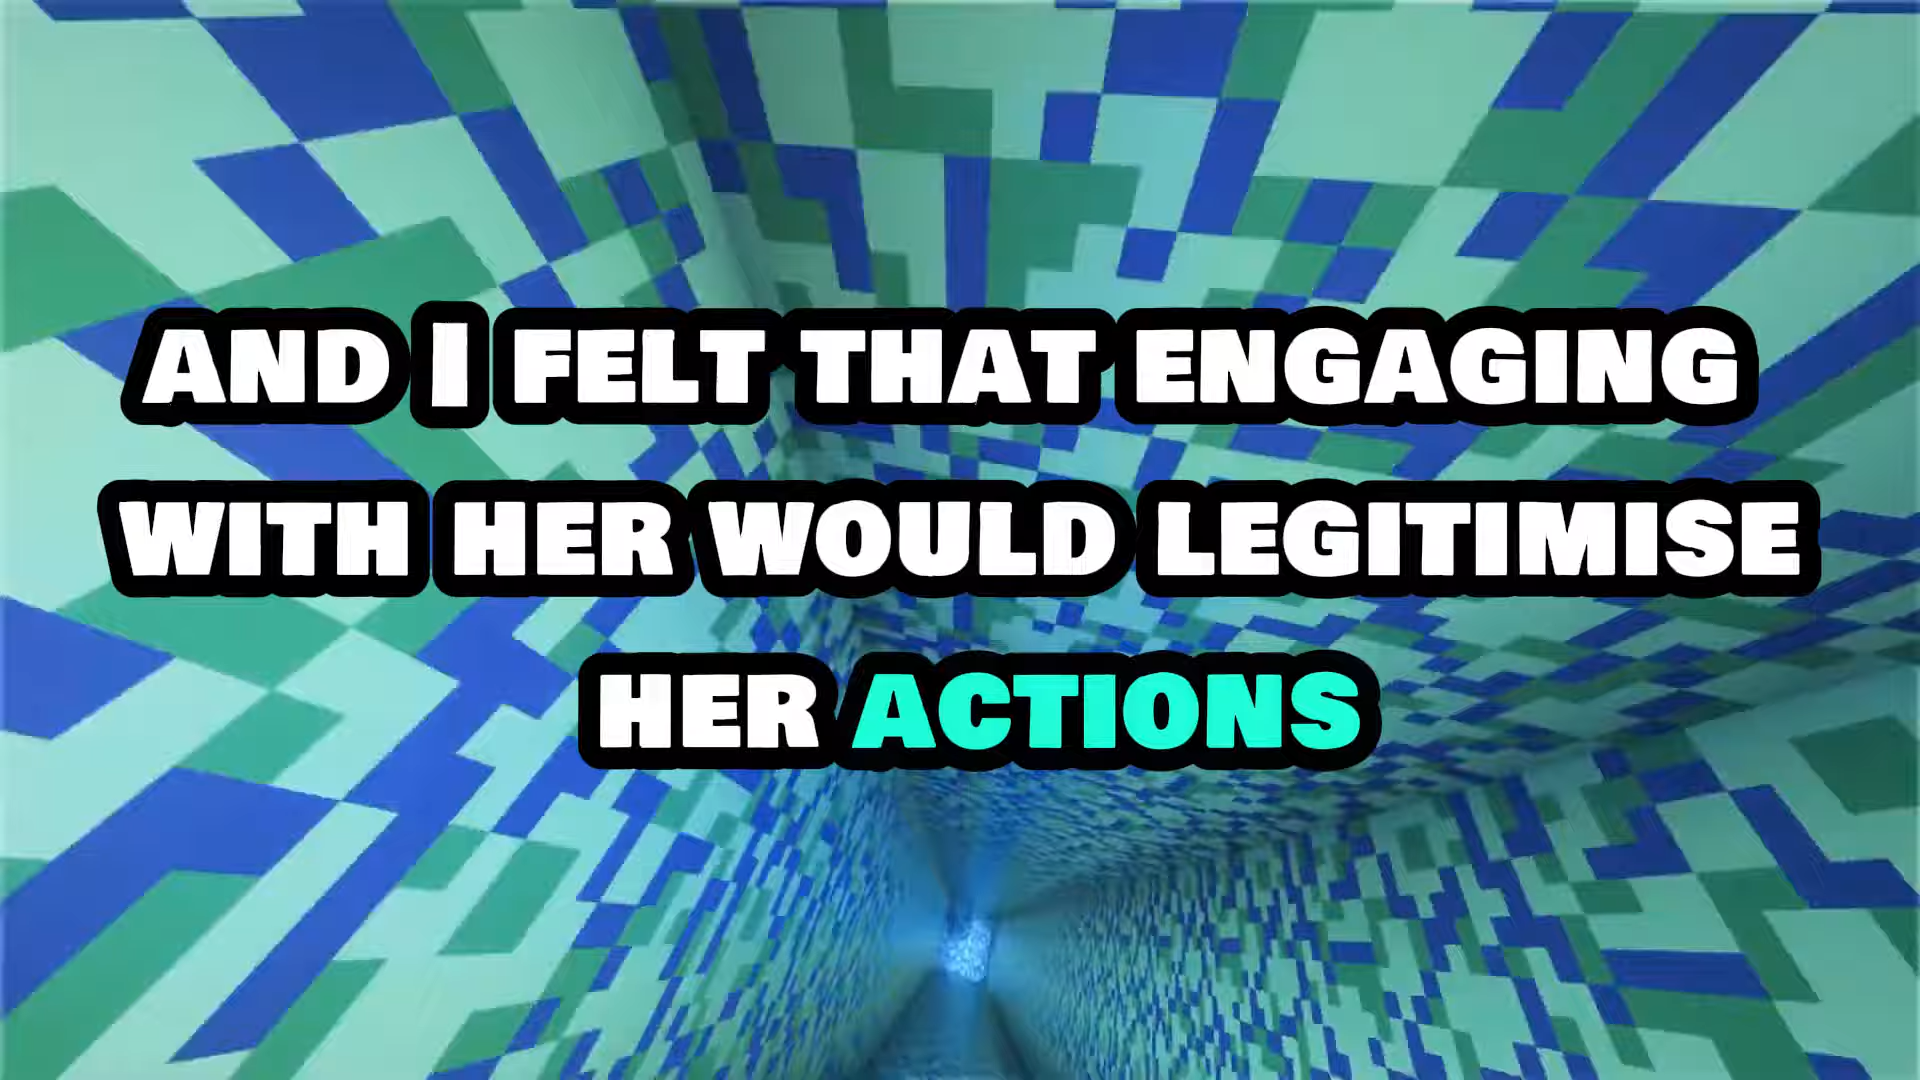 AND I FELT THAT ENGAGING
WITH HER WOULD LEGITIMISE
HER ACTIONS